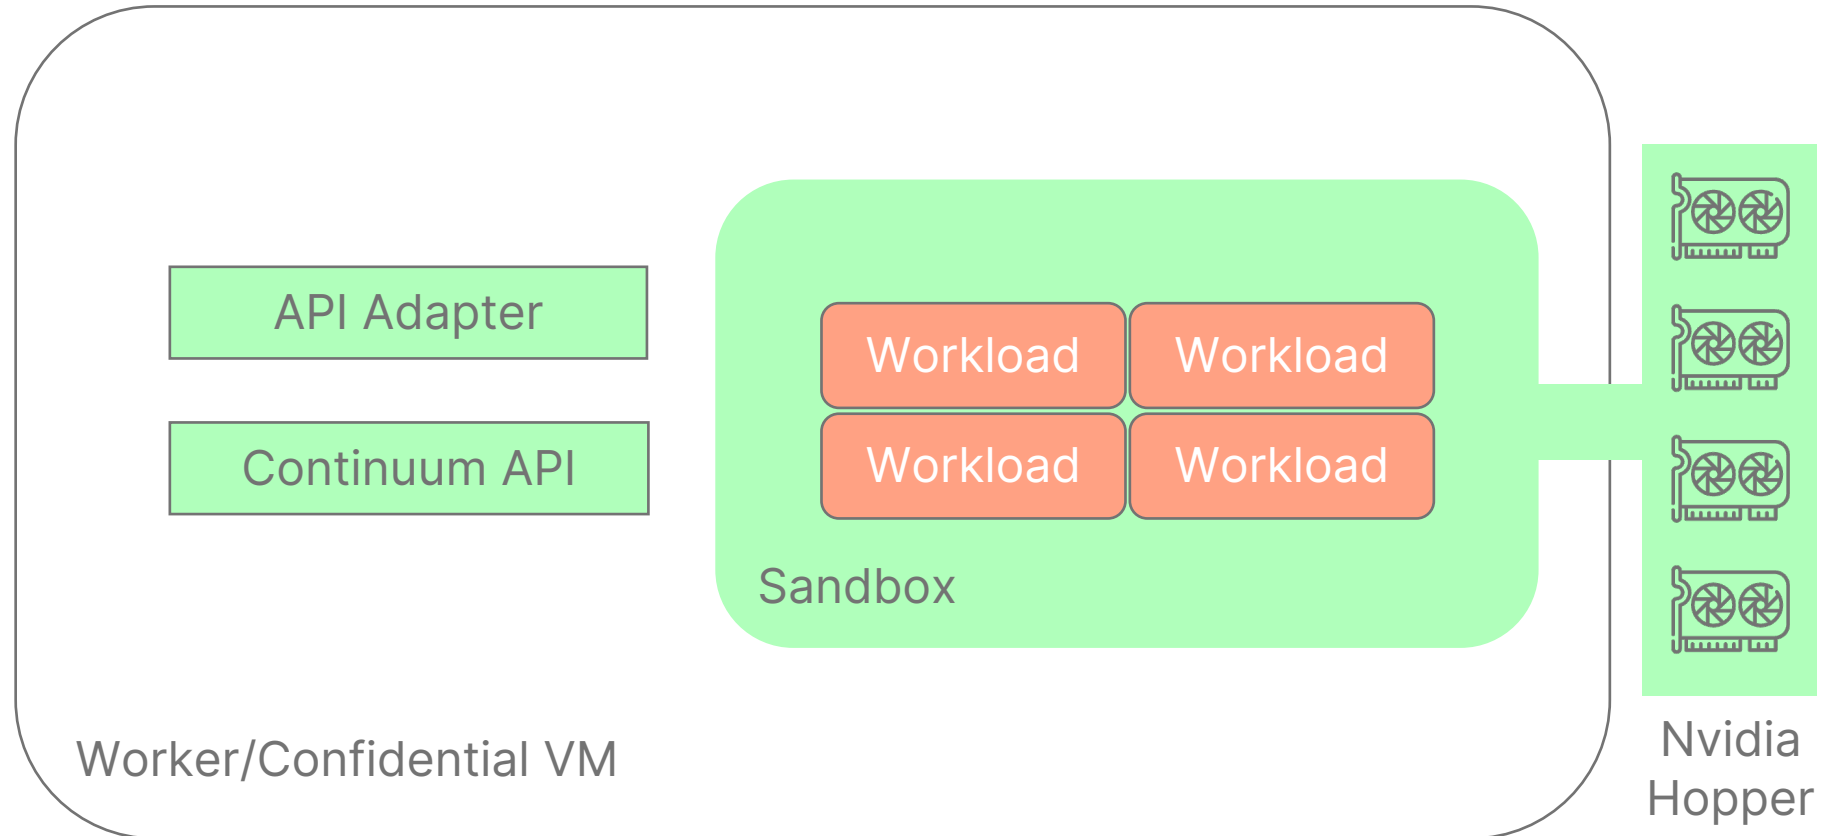 API Adapter
Continuum API
Workload
Workload
Workload
Workload
Sandbox
Worker/Confidential VM
Nvidia
Hopper